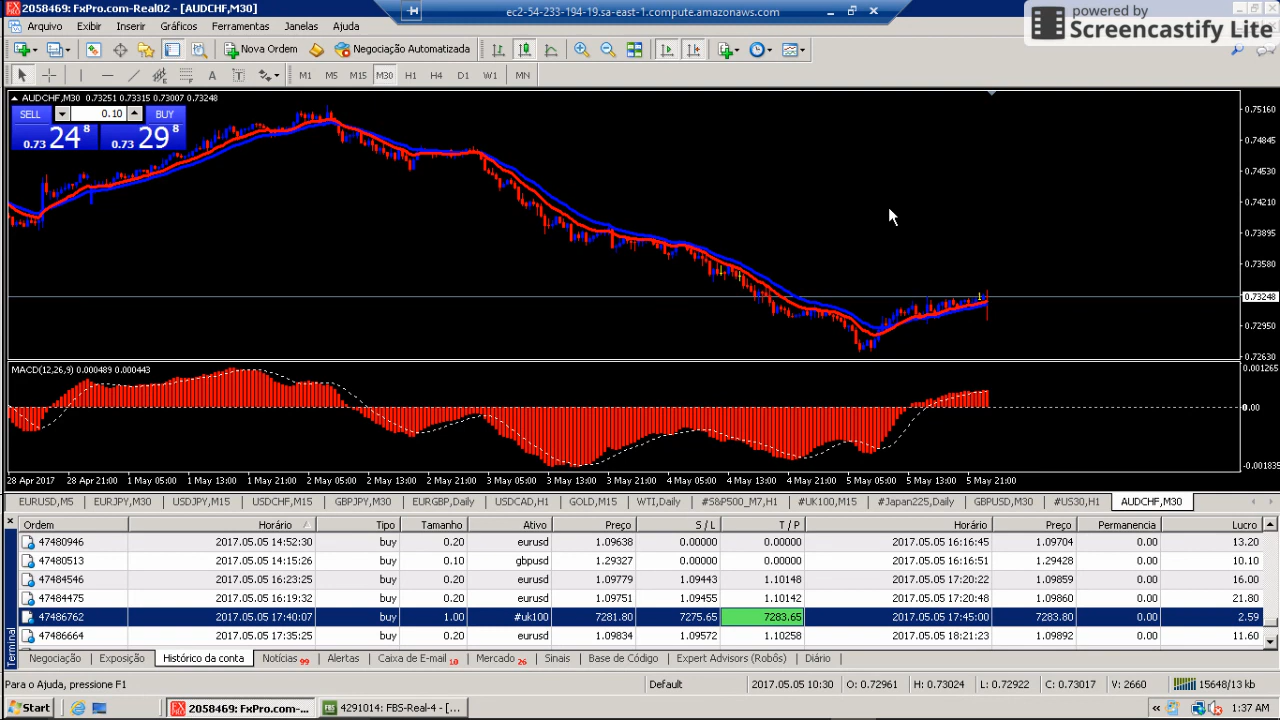 2058469: FxPro.com-Real02 - [AUDCHF,M30]
ec2-54-233-194-19.sa-east-1.compute.amazonaws.com
powered by
Screencastify Lite
Arquivo Exibir Inserir Gráficos Ferramentas Janelas Ajuda
Nova Ordem Negociação Automatizada
A T M1 M5 M15 M30 H1 H4 D1 W1 MN
AUDCHF,M30 0.73251 0.73315 0.73007 0.73248
SELL 0.10 BUY
0.73 24 8 0.73 29 8
0.75160
0.74845
0.74530
0.74210
0.73895
0.73580
0.73248
0.72950
0.72630
MACD(12,26,9) 0.000489 0.000443
0.001265
0.00
-0.001835
28 Apr 2017 28 Apr 21:00 1 May 05:00 1 May 13:00 1 May 21:00 2 May 05:00 2 May 13:00 2 May 21:00 3 May 05:00 3 May 13:00 3 May 21:00 4 May 05:00 4 May 13:00 4 May 21:00 5 May 05:00 5 May 13:00 5 May 21:00
EURUSD,M5 EURJPY,M30 USDJPY,M15 USDCHF,M15 GBPJPY,M30 EURGBP,Daily USDCAD,H1 GOLD,M15 WTI,Daily #S&P500_M7,H1 #UK100,M15 #Japan225,Daily GBPUSD,M30 #US30,H1 AUDCHF,M30
Ordem Horário Tipo Tamanho Ativo Preço S / L T / P Horário Preço Permanencia Lucro
47480946 2017.05.05 14:52:30 buy 0.20 eurusd 1.09638 0.00000 0.00000 2017.05.05 16:16:45 1.09704 0.00 13.20
47480513 2017.05.05 14:15:26 buy 0.10 gbpusd 1.29327 0.00000 0.00000 2017.05.05 16:16:51 1.29428 0.00 10.10
47484546 2017.05.05 16:23:25 buy 0.20 eurusd 1.09779 1.09443 1.10148 2017.05.05 17:20:22 1.09859 0.00 16.00
47484475 2017.05.05 16:19:32 buy 0.20 eurusd 1.09751 1.09455 1.10142 2017.05.05 17:20:48 1.09860 0.00 21.80
47486762 2017.05.05 17:40:07 buy 1.00 #uk100 7281.80 7275.65 7283.65 2017.05.05 17:45:00 7283.80 0.00 2.59
47486664 2017.05.05 17:35:25 buy 0.20 eurusd 1.09834 1.09572 1.10258 2017.05.05 18:21:23 1.09892 0.00 11.60
Terminal
Negociação Exposição Histórico da conta Notícias 99 Alertas Caixa de E-mail 10 Mercado 26 Sinais Base de Código Expert Advisors (Robôs) Diário
Para o Ajuda, pressione F1 Default 2017.05.05 10:30 O: 0.72961 H: 0.73024 L: 0.72922 C: 0.73017 V: 2660 15648/13 kb
Start 2058469: FxPro.com-... 4291014: FBS-Real-4 - [... 1:37 AM